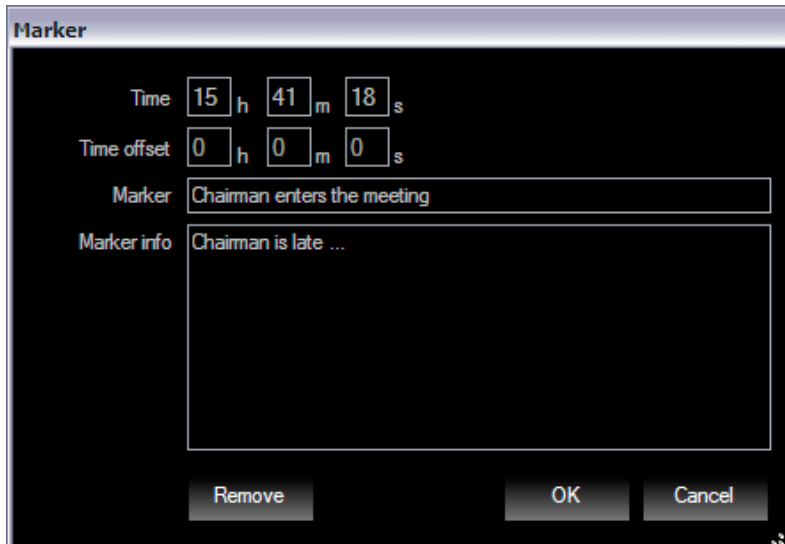 Marker
Time 15 h 41 m 18 s
Time offset 0 h 0 m 0 s
Marker Chairman enters the meeting
Marker info Chairman is late ...
Remove OK Cancel